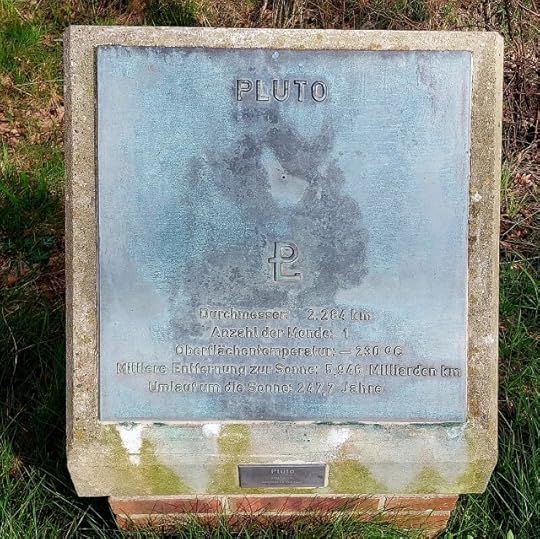 PLUTO
PL
Durchmesser: 2.284 km
Anzahl der Monde: 1
Oberflächentemperatur: — 230 °C
Mittlere Entfernung zur Sonne: 5,946 Milliarden km
Umlauf um die Sonne: 247,7 Jahre
Pluto